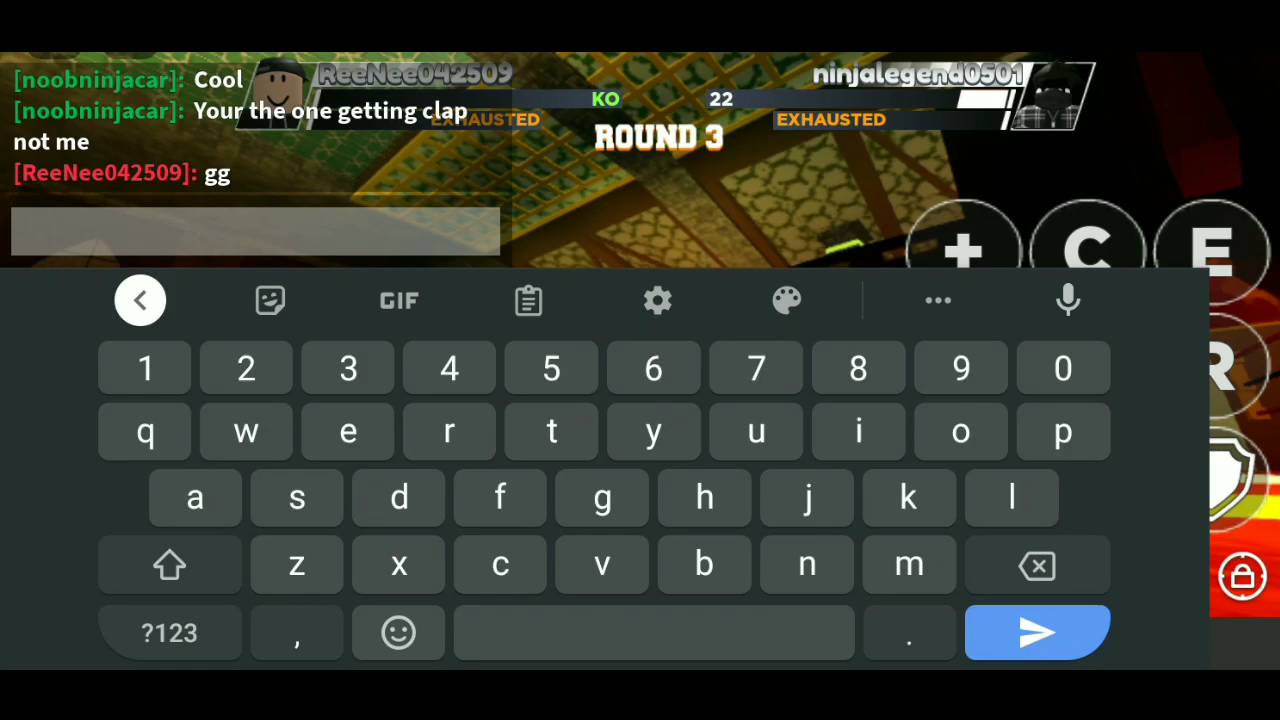 [noobninjacar]: Cool
[noobninjacar]: Your the one getting clap
not me
[ReeNee042509]: gg
ReeNee042509
ninjalegend0501
KO
22
EXHAUSTED
EXHAUSTED
ROUND 3
+ C E
R
GIF
1 2 3 4 5 6 7 8 9 0
q w e r t y u i o p
a s d f g h j k l
z x c v b n m
?123 , .